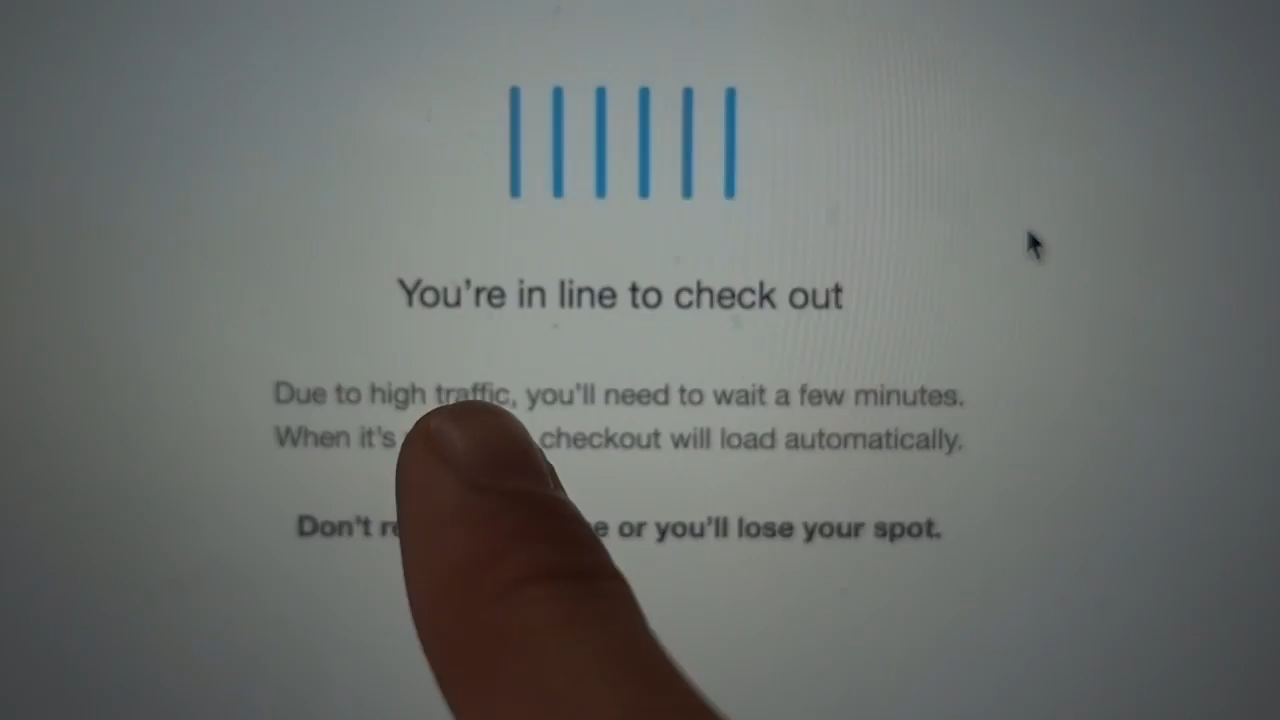 You're in line to check out
Due to high traffic, you'll need to wait a few minutes.
When it's checkout will load automatically.
Don't or you'll lose your spot.